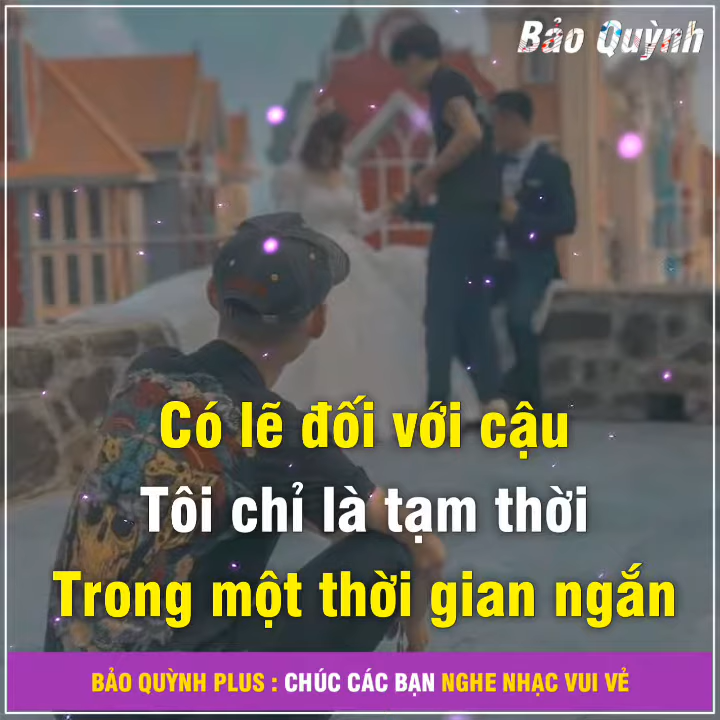 Bảo Quỳnh
Có lẽ đối với cậu
Tôi chỉ là tạm thời
Trong một thời gian ngắn
BẢO QUỲNH PLUS : CHÚC CÁC BẠN NGHE NHẠC VUI VẺ